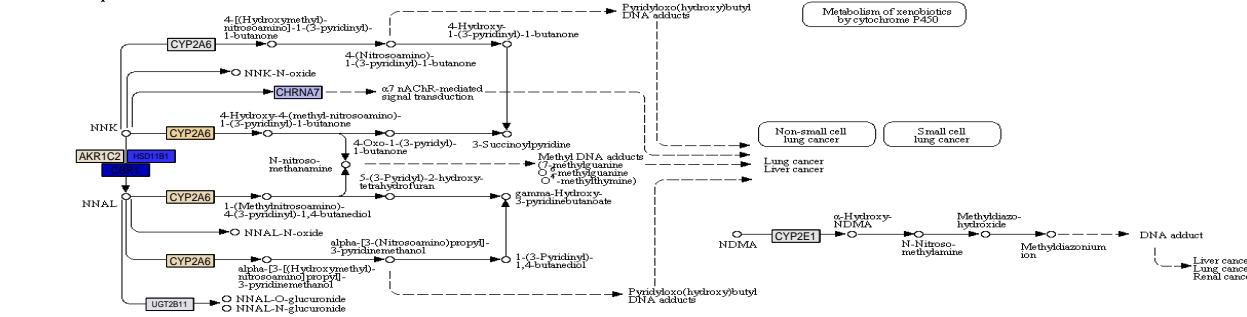 Pyridyloxo(hydro)butyl
DNA adducts
Metabolism of xenobiotics
by cytochrome P450
4-[(Hydroxymethyl)-
nitrosoamino]-1-(3-pyridinyl)-
1-butanone
4-Hydroxy-
1-(3-pyridinyl)-1-butanone
CYP2A6
4-(Nitrosoamino)-
1-(3-pyridinyl)-1-butanone
NNK-N-oxide
CHRNA7
α7 nAChR-mediated
signal transduction
4-Hydroxy-4-(methyl-nitrosoamino)-
1-(3-pyridinyl)-1-butanone
NNK
CYP2A6
3-Succinoylpyridine
Non-small cell
lung cancer
Small cell
lung cancer
4-Oxo-1-(3-pyridyl)-
1-butanone
AKR1C2
HSD11B1
CBR1
N-nitroso-
methanamine
Methyl DNA adducts
(7-methylguanine
O6-methylguanine
O4-methylthymine)
Lung cancer
Liver cancer
5-(3-Pyridyl)-2-hydroxy-
tetrahydrofuran
NNAL
CYP2A6
gamma-Hydroxy-
3-pyridinebutanoate
1-(Methylnitrosoamino)-
4-(3-pyridinyl)-1,4-butanediol
NNAL-N-oxide
alpha-[3-(Nitrosoamino)propyl]-
3-pyridinemethanol
CYP2A6
1-(3-Pyridinyl)-
1,4-butanediol
alpha-[3-[(Hydroxymethyl)-
nitrosoamino]propyl]-
3-pyridinemethanol
UGT2B11
NNAL-O-glucuronide
NNAL-N-glucuronide
Pyridyloxo(hydroxy)butyl
DNA adducts
NDMA
CYP2E1
α-Hydroxy-
NDMA
N-Nitroso-
methylamine
Methyldiazo-
hydroxide
Methyldiazonium
ion
DNA adduct
Liver cance
Lung cance
Renal cance